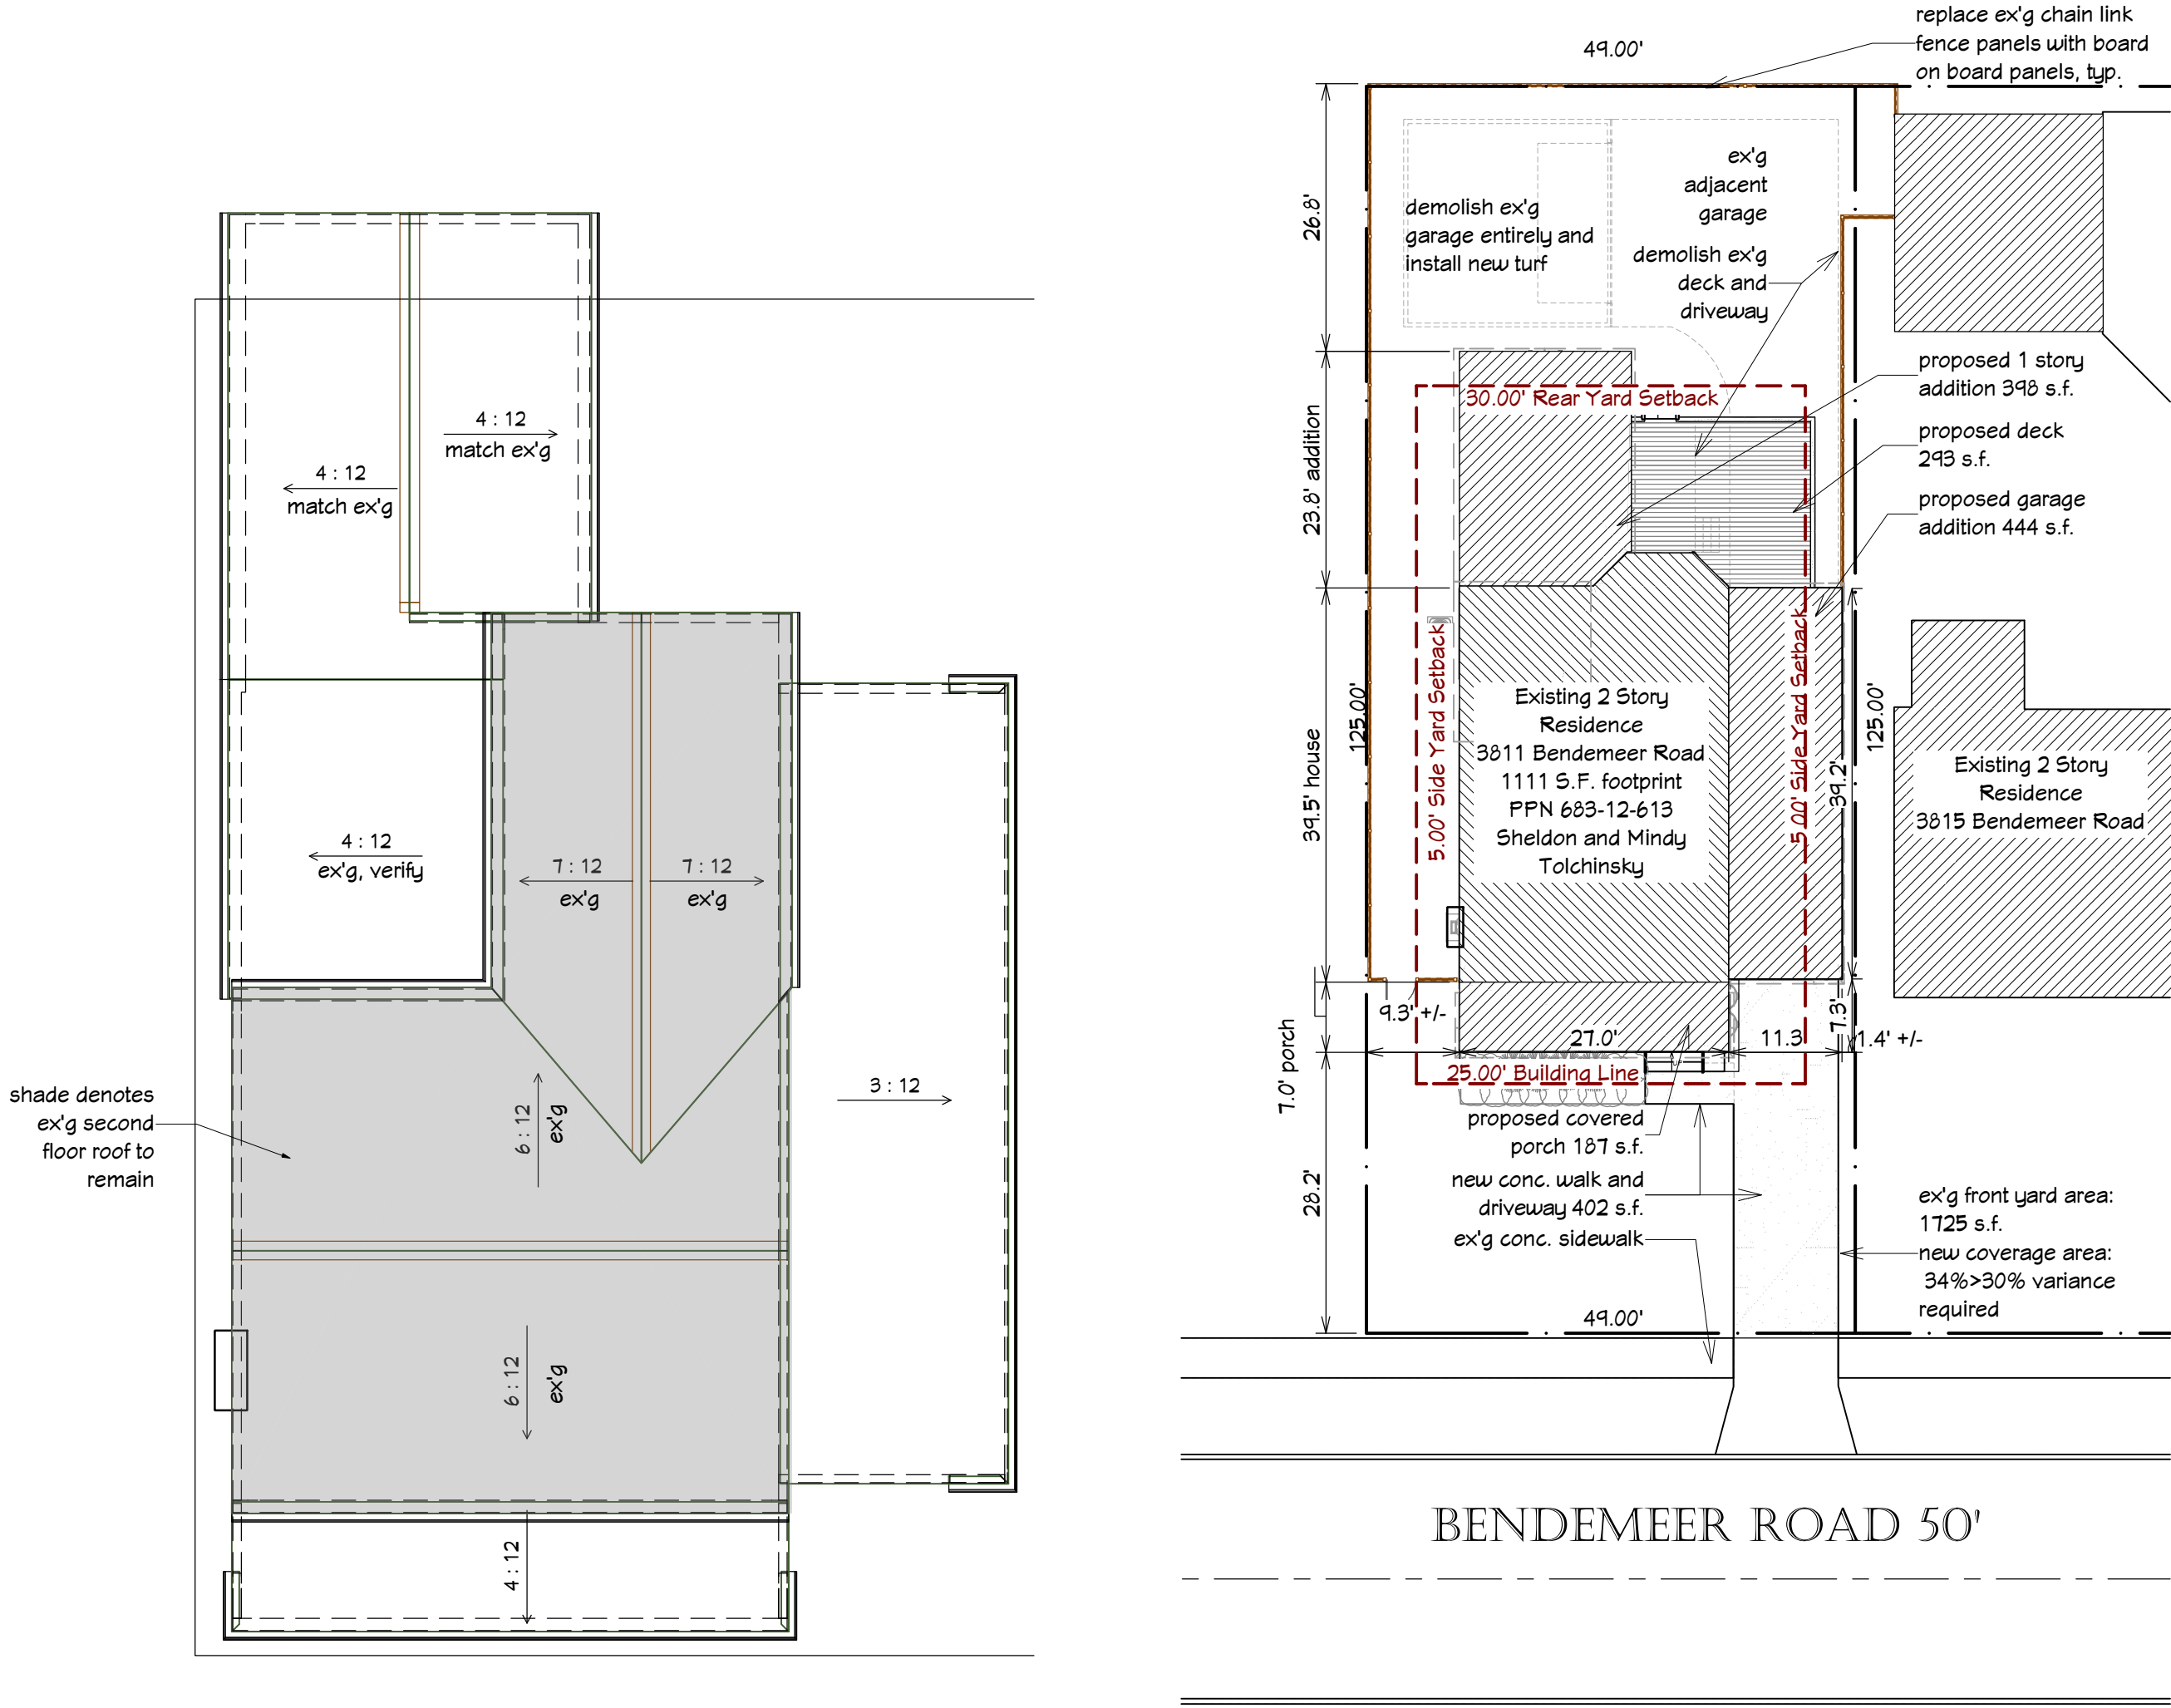 4 : 12
match ex'g
4 : 12
match ex'g
4 : 12
ex'g, verify
7 : 12
ex'g
7 : 12
ex'g
3 : 12
6 : 12
ex'g
shade denotes
ex'g second
floor roof to
remain
6 : 12
ex'g
4 : 12
49.00'
replace ex'g chain link
fence panels with board
on board panels, typ.
26.8'
demolish ex'g
garage entirely and
install new turf
ex'g
adjacent
garage
demolish ex'g
deck and
driveway
proposed 1 story
addition 398 s.f.
30.00' Rear Yard Setback
23.8' addition
proposed deck
293 s.f.
proposed garage
addition 444 s.f.
39.5' house
125.00'
5.00' Side Yard Setback
Existing 2 Story
Residence
3811 Bendemeer Road
1111 S.F. footprint
PPN 683-12-613
Sheldon and Mindy
Tolchinsky
5.00' Side Yard Setback
39.2'
125.00'
Existing 2 Story
Residence
3815 Bendemeer Road
9.3' +/-
27.0'
11.3
7.3'
1.4' +/-
7.0' porch
25.00' Building Line
proposed covered
porch 187 s.f.
28.2'
new conc. walk and
driveway 402 s.f.
ex'g conc. sidewalk
ex'g front yard area:
1725 s.f.
new coverage area:
34%>30% variance
required
49.00'
BENDEMEER ROAD 50'